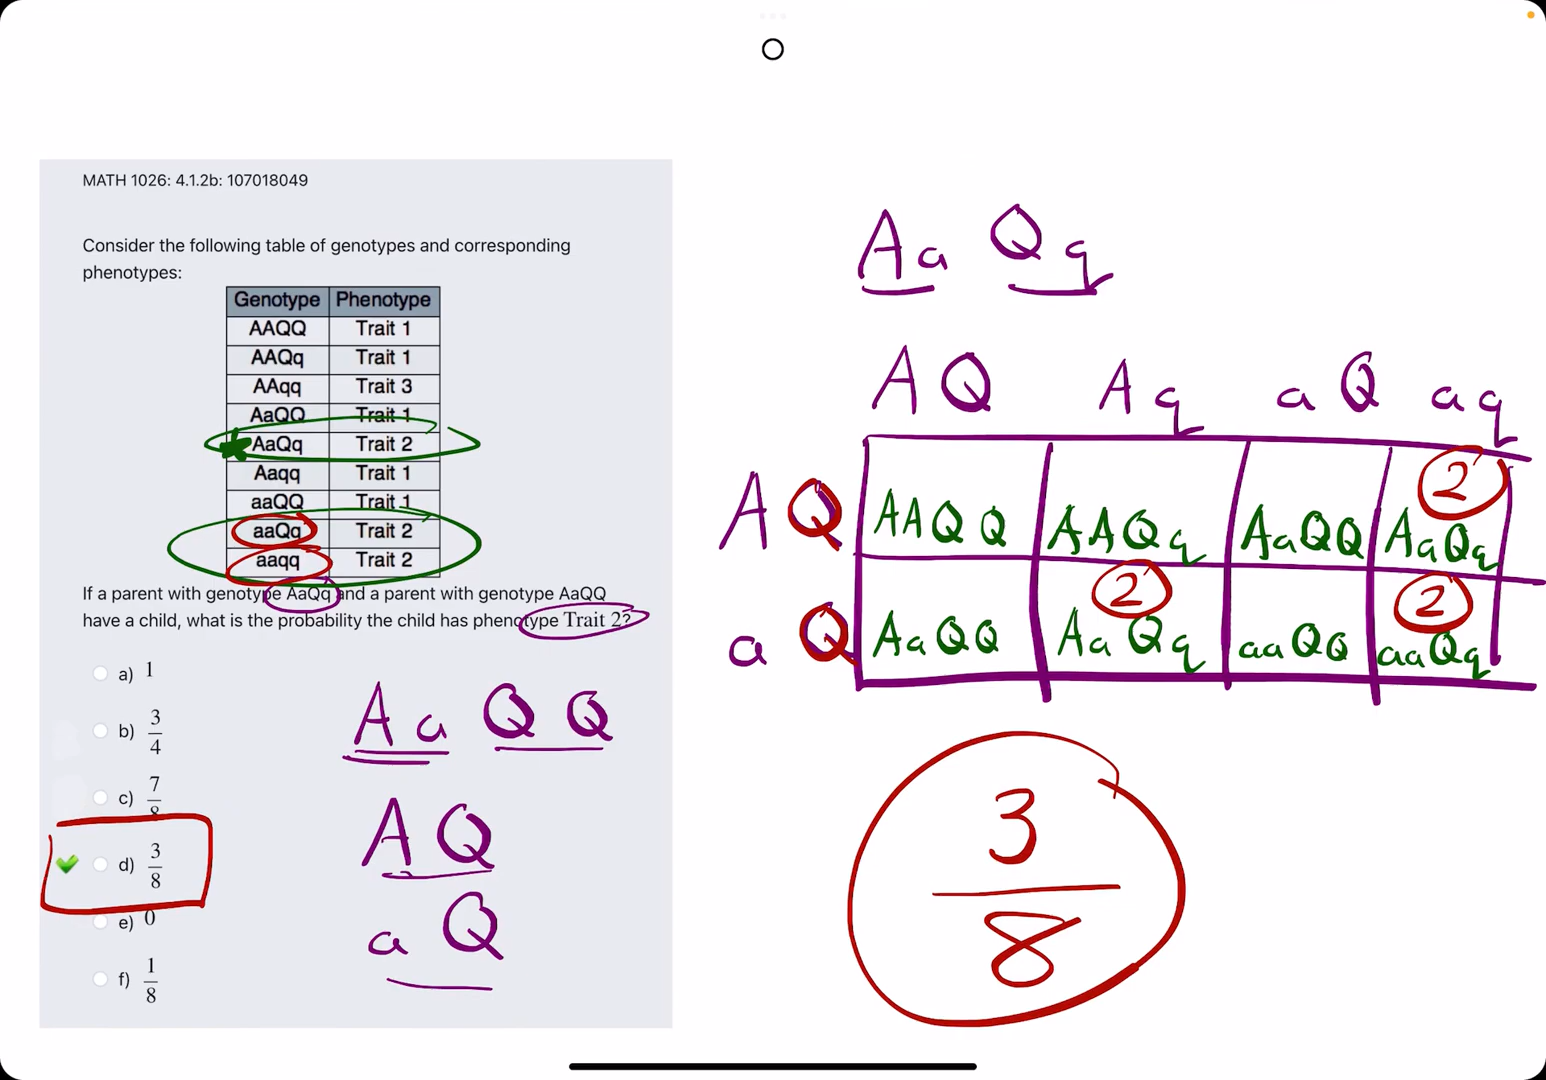 MATH 1026: 4.1.2b: 107018049
Consider the following table of genotypes and corresponding
phenotypes:
Genotype Phenotype
AAQQ Trait 1
AAQq Trait 1
AAqq Trait 3
AaQQ Trait 1
AaQq Trait 2
Aaqq Trait 1
aaQQ Trait 1
aaQq Trait 2
aaqq Trait 2
If a parent with genotype AaQq and a parent with genotype AaQQ
have a child, what is the probability the child has phenotype Trait 2?
a) 1
b) 3/4
c) 7/8
d) 3/8
e) 0
f) 1/8
Aa QQ
AQ
aQ
Aa Qq
AQ Aq aQ aq
2
AQ AAQQ AAQq AaQQ AaQq
2 2
aQ AaQQ AaQq aaQQ aaQq
3
8